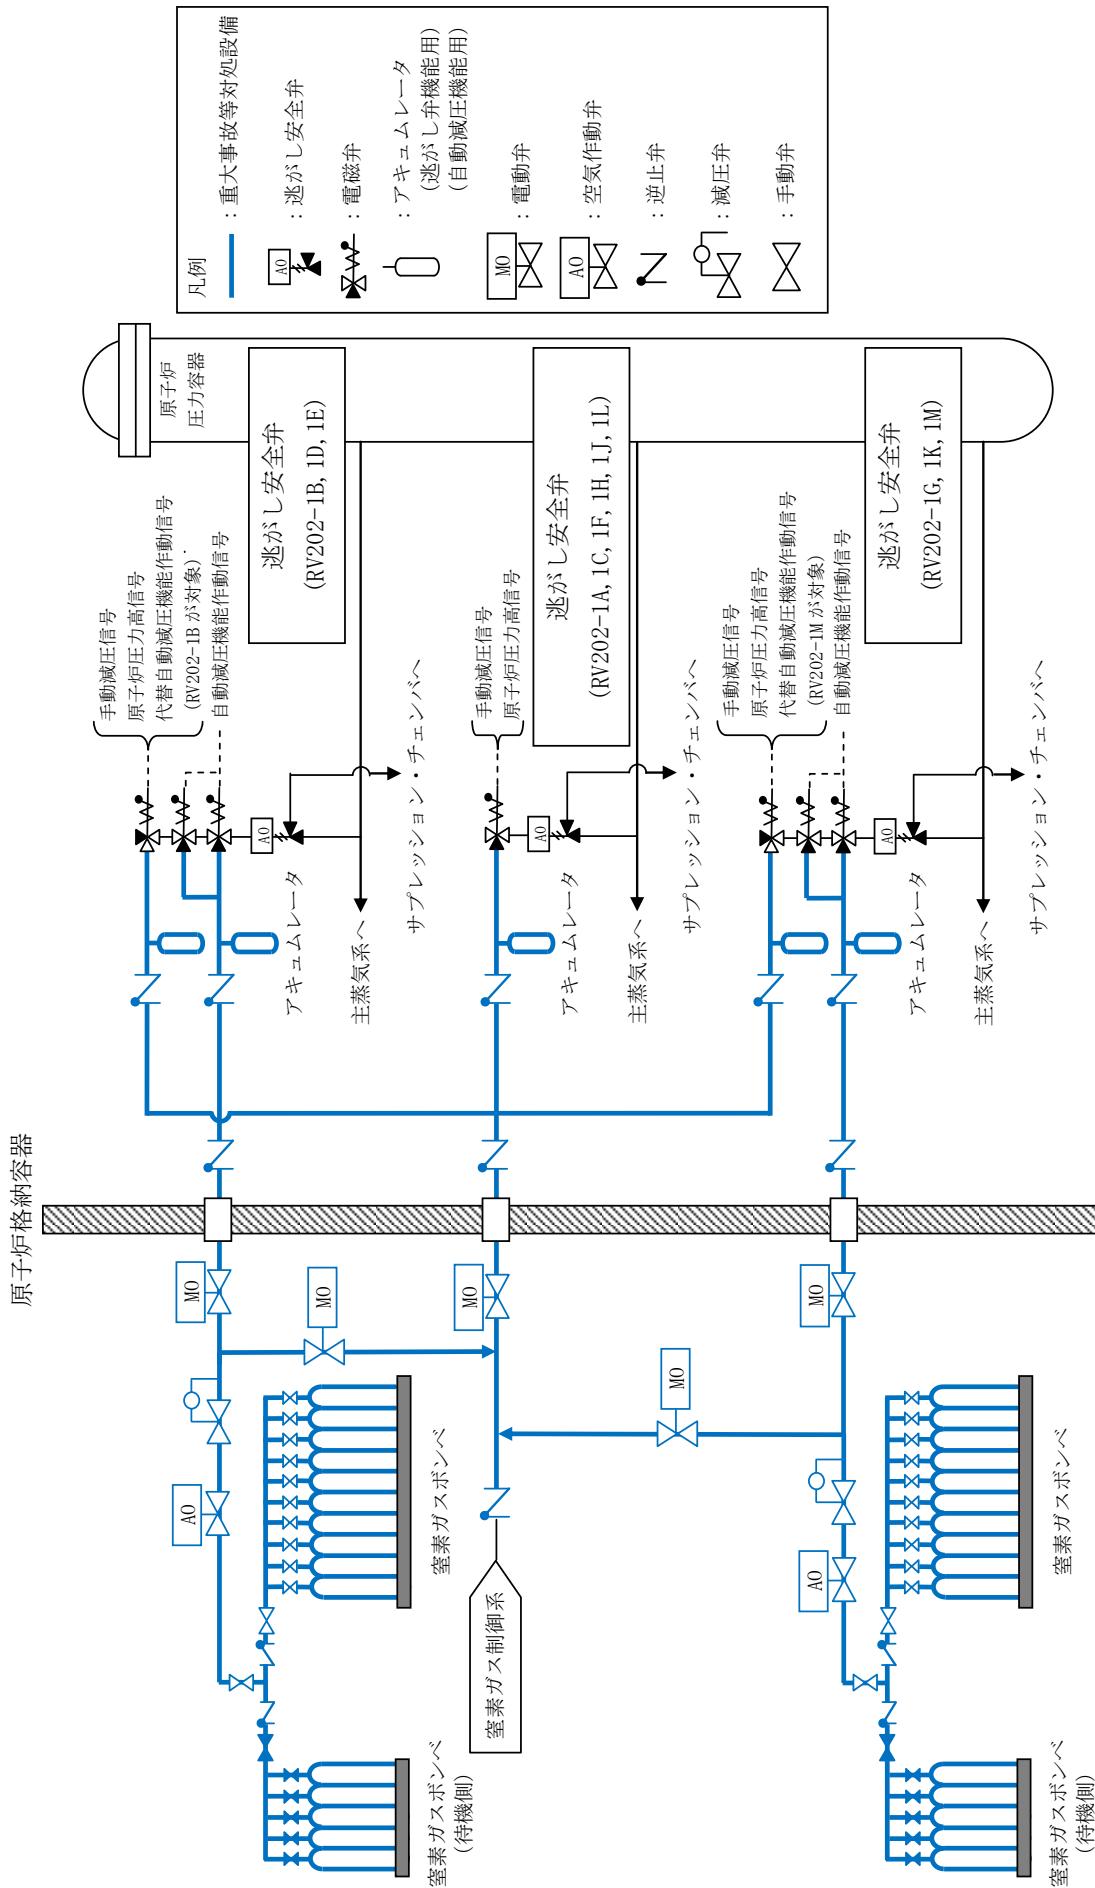 原子炉格納容器
窒素ガスボンベ
(待機側)
窒素ガスボンベ
AO
MO
MO
手動減圧信号
原子炉圧力高信号
代替自動減圧機能作動信号
(RV202-1B が対象)
自動減圧機能作動信号
AO
アキュムレータ
主蒸気系へ
サプレッション・チェンバへ
逃がし安全弁
(RV202-1B, 1D, 1E)
原子炉
圧力容器
窒素ガス制御系
MO
手動減圧信号
原子炉圧力高信号
AO
アキュムレータ
主蒸気系へ
サプレッション・チェンバへ
逃がし安全弁
(RV202-1A, 1C, 1F, 1H, 1J, 1L)
MO
窒素ガスボンベ
(待機側)
窒素ガスボンベ
AO
MO
手動減圧信号
原子炉圧力高信号
代替自動減圧機能作動信号
(RV202-1M が対象)
自動減圧機能作動信号
AO
アキュムレータ
主蒸気系へ
サプレッション・チェンバへ
逃がし安全弁
(RV202-1G, 1K, 1M)
凡例
:重大事故等対処設備
AO
:逃がし安全弁
:電磁弁
:アキュムレータ
(逃がし弁機能用)
(自動減圧機能用)
MO
:電動弁
AO
:空気作動弁
:逆止弁
:減圧弁
:手動弁